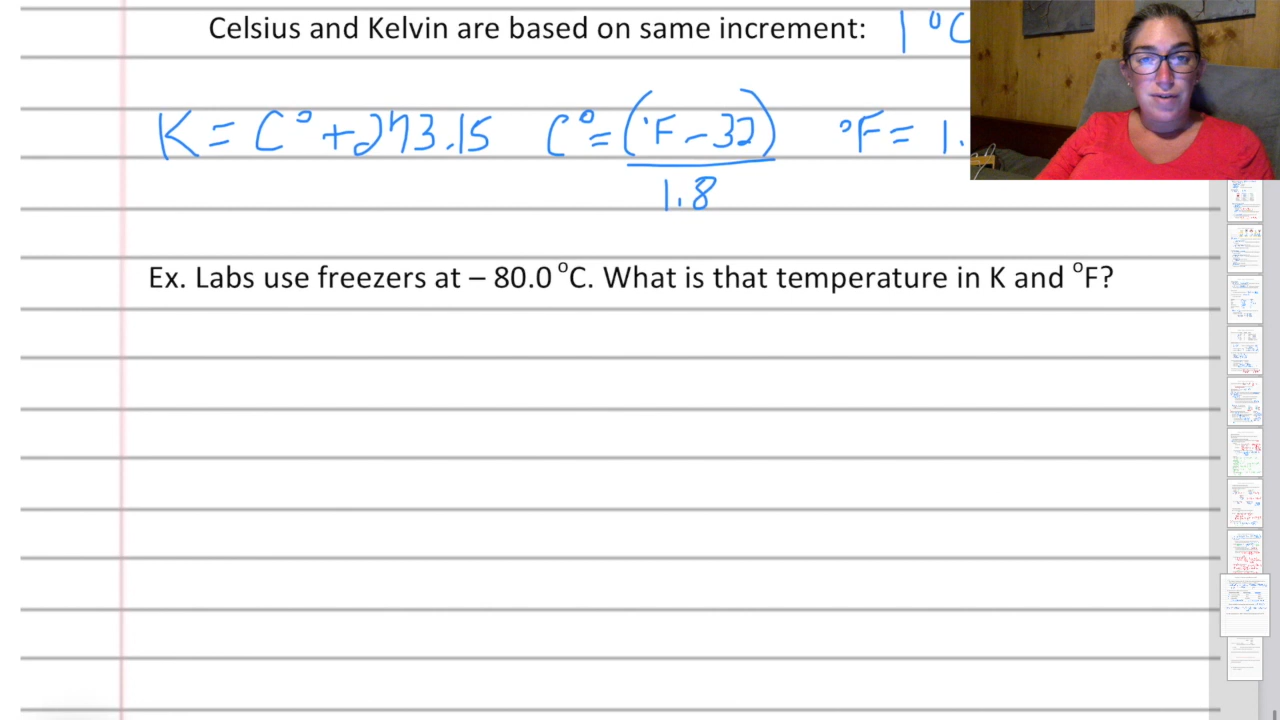 Celsius and Kelvin are based on same increment: 1 °C
K = C° + 273.15 C° = (°F - 32) °F = 1.
1.8
Ex. Labs use freezers at – 80.0 °C. What is that temperature in K and °F?